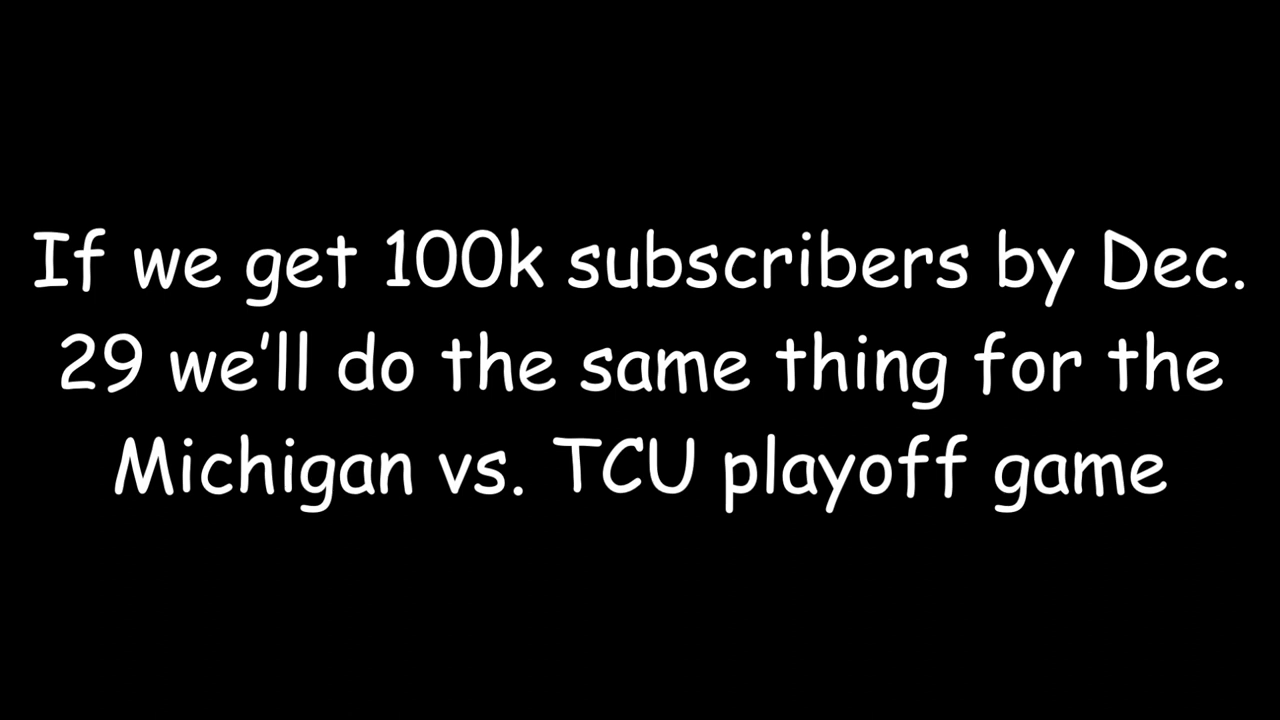 If we get 100k subscribers by Dec.
29 we’ll do the same thing for the
Michigan vs. TCU playoff game